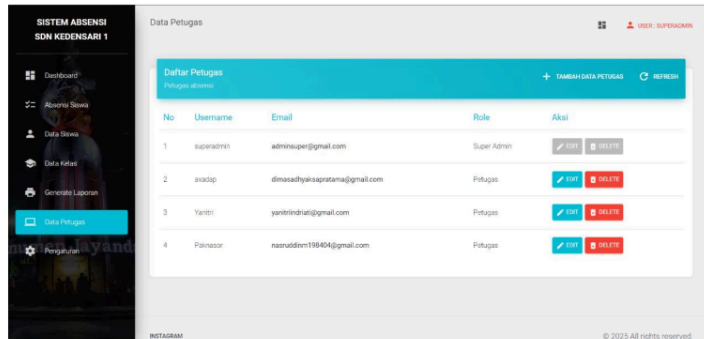 SISTEM ABSENSI
SDN KEDENSARI 1
Data Petugas
USER : SUPERADMIN
Dashboard
Absensi Siswa
Data Siswa
Data Kelas
Generate Laporan
Data Petugas
Pengaturan
Daftar Petugas
Petugas absensi
TAMBAH DATA PETUGAS
REFRESH
No Username Email Role Aksi
1 superadmin adminsuper@gmail.com Super Admin EDIT DELETE
2 axadap dimasadhyaksapratama@gmail.com Petugas EDIT DELETE
3 Yanitri yanitriindriati@gmail.com Petugas EDIT DELETE
4 Paknasor nasruddinm198404@gmail.com Petugas EDIT DELETE
INSTAGRAM
© 2025 All rights reserved.